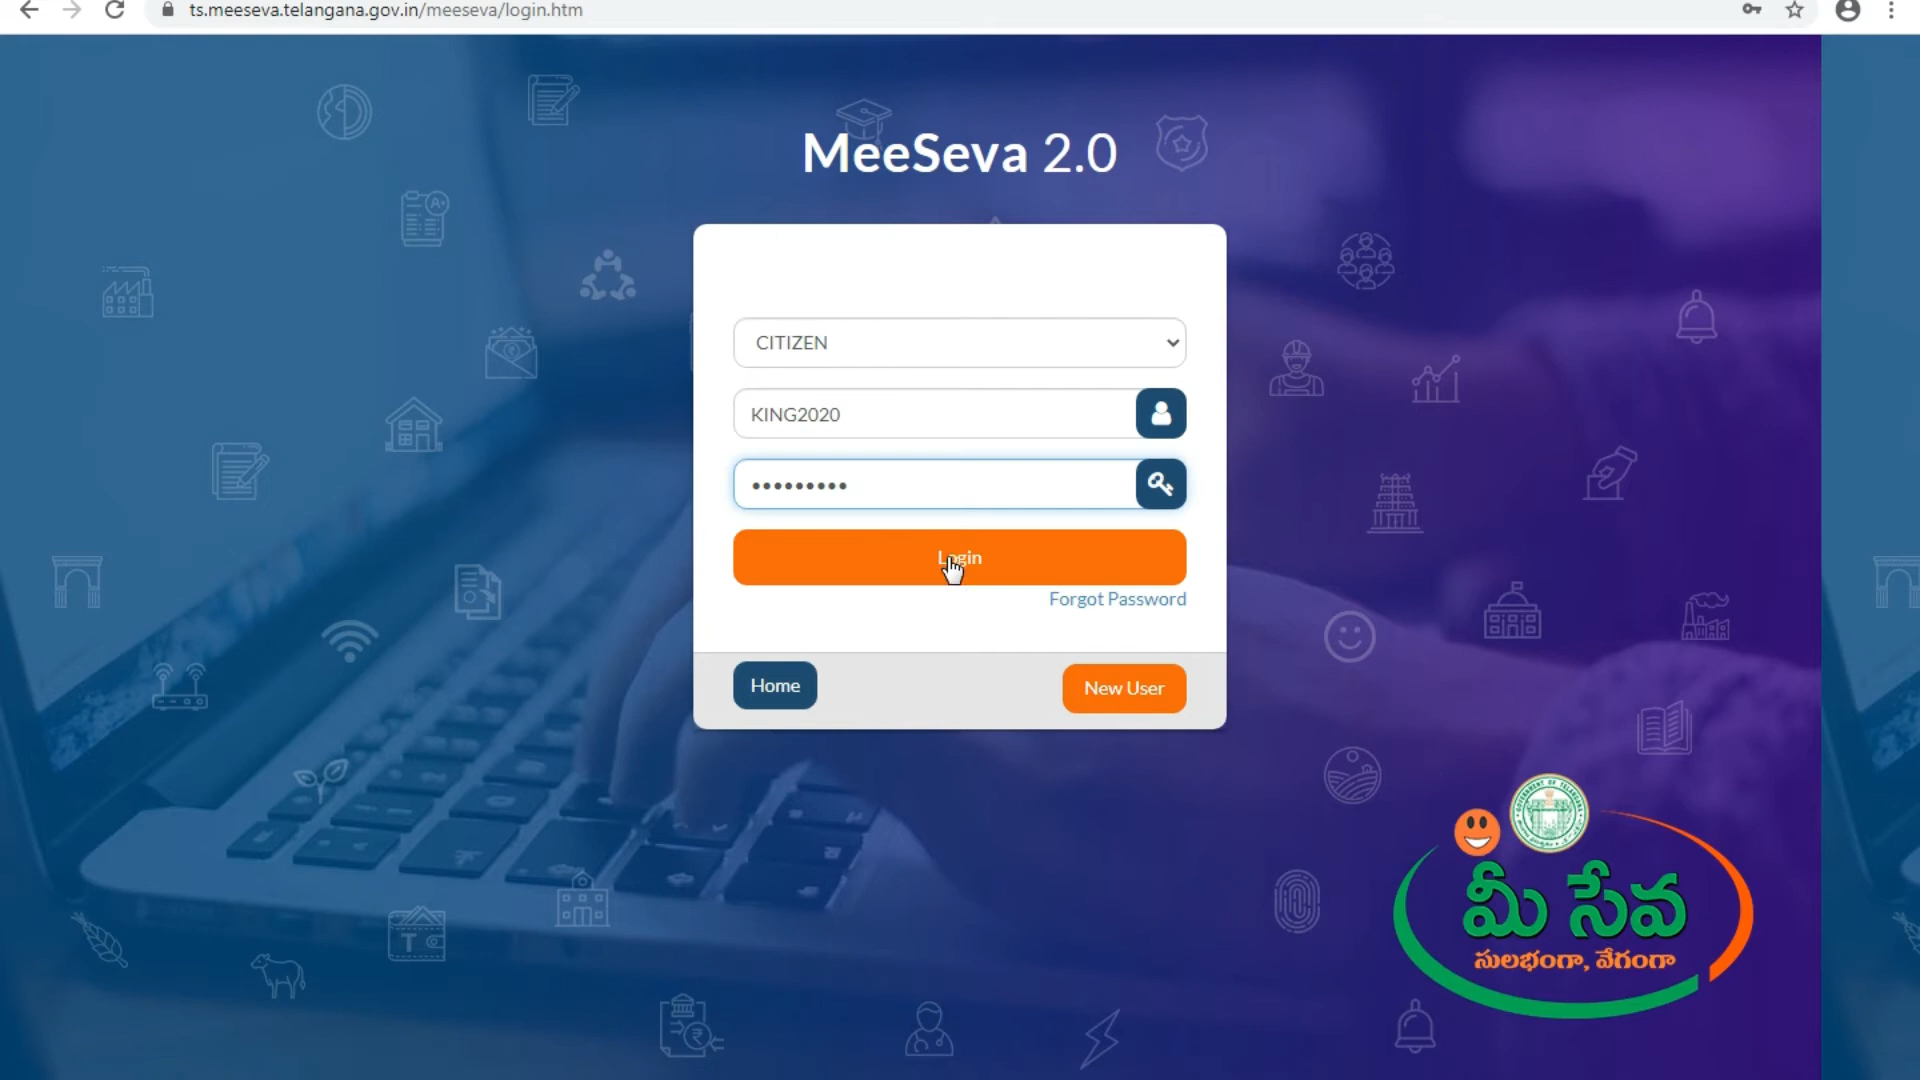 ts.meeseva.telangana.gov.in/meeseva/login.htm
MeeSeva 2.0
CITIZEN
KING2020
•••••••••
Login
Forgot Password
Home
New User
మీ సేవ
సులభంగా, వేగంగా